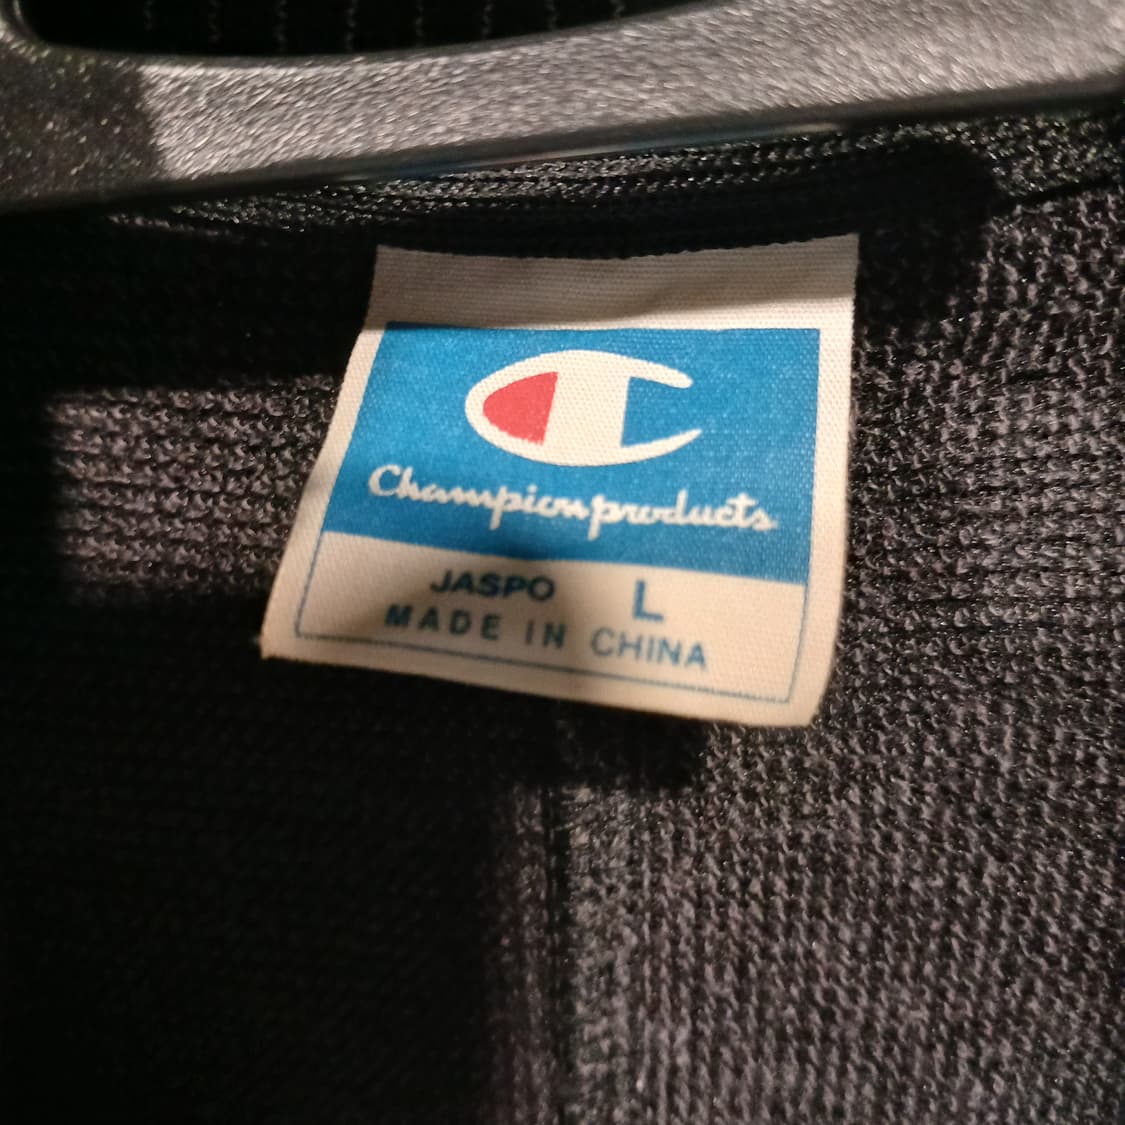 Champion products
JASPO L
MADE IN CHINA